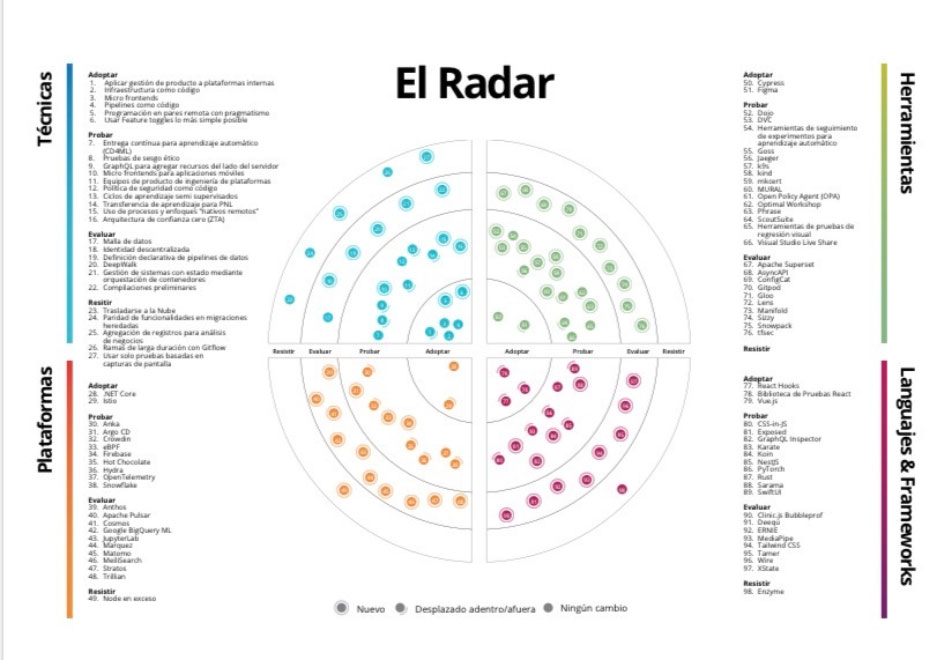 El Radar
Técnicas
Adoptar
1. Aplicar gestión de producto a plataformas internas
2. Infraestructura como código
3. Micro frontends
4. Pipelines como código
5. Programación en pares remota con pragmatismo
6. Usar Feature toggles lo más simple posible
Probar
7. Entrega continua para aprendizaje automático
(CD4ML)
8. Pruebas de sesgo ético
9. GraphQL para agregar recursos del lado del servidor
10. Micro frontends para aplicaciones móviles
11. Equipos de producto de ingeniería de plataformas
12. Política de seguridad como código
13. Ciclos de aprendizaje semi supervisados
14. Transferencia de aprendizaje para PNL
15. Uso de procesos y enfoques "nativos remotos"
16. Arquitectura de confianza cero (ZTA)
Evaluar
17. Malla de datos
18. Identidad descentralizada
19. Definición declarativa de pipelines de datos
20. DeepWalk
21. Gestión de sistemas con estado mediante
orquestación de contenedores
22. Compilaciones preliminares
Resitir
23. Trasladarse a la Nube
24. Paridad de funcionalidades en migraciones
heredadas
25. Agregación de registros para análisis
de negocios
26. Ramas de larga duración con Gitflow
27. Usar solo pruebas basadas en
capturas de pantalla
Plataformas
Adoptar
28. .NET Core
29. Istio
Probar
30. Anka
31. Argo CD
32. Crowdin
33. eBPF
34. Firebase
35. Hot Chocolate
36. Hydra
37. OpenTelemetry
38. Snowflake
Evaluar
39. Anthos
40. Apache Pulsar
41. Cosmos
42. Google BigQuery ML
43. JupyterLab
44. Marquez
45. Matomo
46. MeiliSearch
47. Stratos
48. Trillian
Resistir
49. Node en exceso
Resistir Evaluar Probar Adoptar Adoptar Probar Evaluar Resistir
Nuevo Desplazado adentro/afuera Ningún cambio
Herramientas
Adoptar
50. Cypress
51. Figma
Probar
52. Dojo
53. DVC
54. Herramientas de seguimiento
de experimentos para
aprendizaje automático
55. Goss
56. Jaeger
57. k9s
58. kind
59. mkcert
60. MURAL
61. Open Policy Agent (OPA)
62. Optimal Workshop
63. Phrase
64. ScoutSuite
65. Herramientas de pruebas de
regresión visual
66. Visual Studio Live Share
Evaluar
67. Apache Superset
68. AsyncAPI
69. ConfigCat
70. Gitpod
71. Gloo
72. Lens
73. Manifold
74. Sizzy
75. Snowpack
76. tfsec
Resistir
Languajes & Frameworks
Adoptar
77. React Hooks
78. Biblioteca de Pruebas React
79. Vue.js
Probar
80. CSS-in-JS
81. Exposed
82. GraphQL Inspector
83. Karate
84. Koin
85. NestJS
86. PyTorch
87. Rust
88. Sarama
89. SwiftUI
Evaluar
90. Clinic.js Bubbleprof
91. Deequ
92. ERNIE
93. MediaPipe
94. Tailwind CSS
95. Tamer
96. Wire
97. XState
Resistir
98. Enzyme